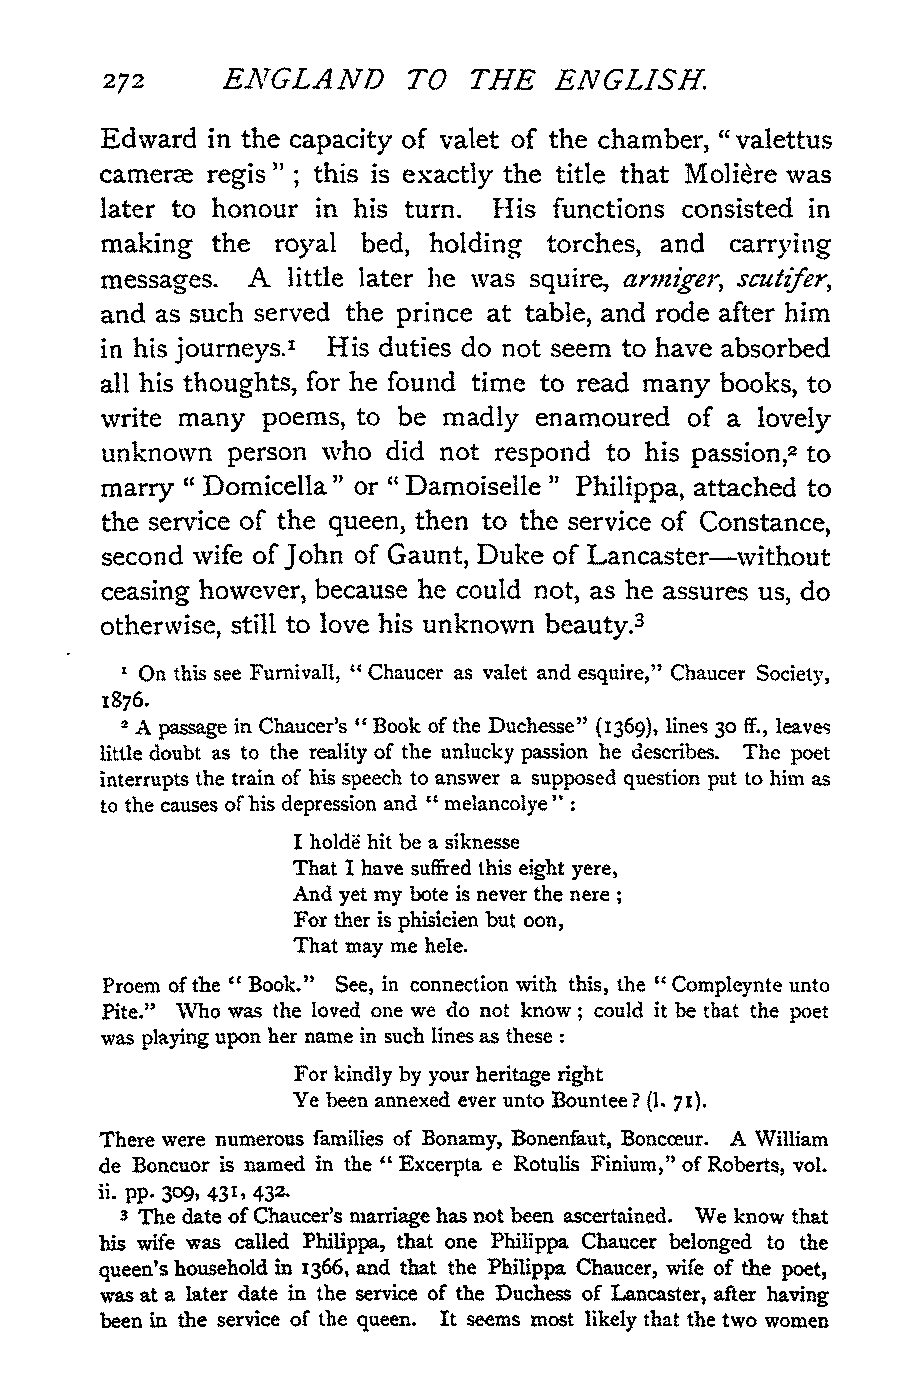 272 ENGLAND TO THE ENGLISH.
Edward in the capacity of valet of the chamber, “ valettus
cameræ regis ” ; this is exactly the title that Molière was
later to honour in his turn. His functions consisted in
making the royal bed, holding torches, and carrying
messages. A little later he was squire, armiger, scutifer,
and as such served the prince at table, and rode after him
in his journeys.¹ His duties do not seem to have absorbed
all his thoughts, for he found time to read many books, to
write many poems, to be madly enamoured of a lovely
unknown person who did not respond to his passion,² to
marry “ Domicella ” or “ Damoiselle ” Philippa, attached to
the service of the queen, then to the service of Constance,
second wife of John of Gaunt, Duke of Lancaster—without
ceasing however, because he could not, as he assures us, do
otherwise, still to love his unknown beauty.³
¹ On this see Furnivall, “ Chaucer as valet and esquire,” Chaucer Society,
1876.
² A passage in Chaucer's “ Book of the Duchesse” (1369), lines 30 ff., leaves
little doubt as to the reality of the unlucky passion he describes. The poet
interrupts the train of his speech to answer a supposed question put to him as
to the causes of his depression and “ melancolye ” :
I holdë hit be a siknesse
That I have suffred this eight yere,
And yet my bote is never the nere ;
For ther is phisicien but oon,
That may me hele.
Proem of the “ Book.” See, in connection with this, the “ Compleynte unto
Pite.” Who was the loved one we do not know ; could it be that the poet
was playing upon her name in such lines as these :
For kindly by your heritage right
Ye been annexed ever unto Bountee ? (l. 71).
There were numerous families of Bonamy, Bonenfaut, Boncœur. A William
de Boncuor is named in the “ Excerpta e Rotulis Finium,” of Roberts, vol.
ii. pp. 309, 431, 432.
³ The date of Chaucer's marriage has not been ascertained. We know that
his wife was called Philippa, that one Philippa Chaucer belonged to the
queen's household in 1366, and that the Philippa Chaucer, wife of the poet,
was at a later date in the service of the Duchess of Lancaster, after having
been in the service of the queen. It seems most likely that the two women